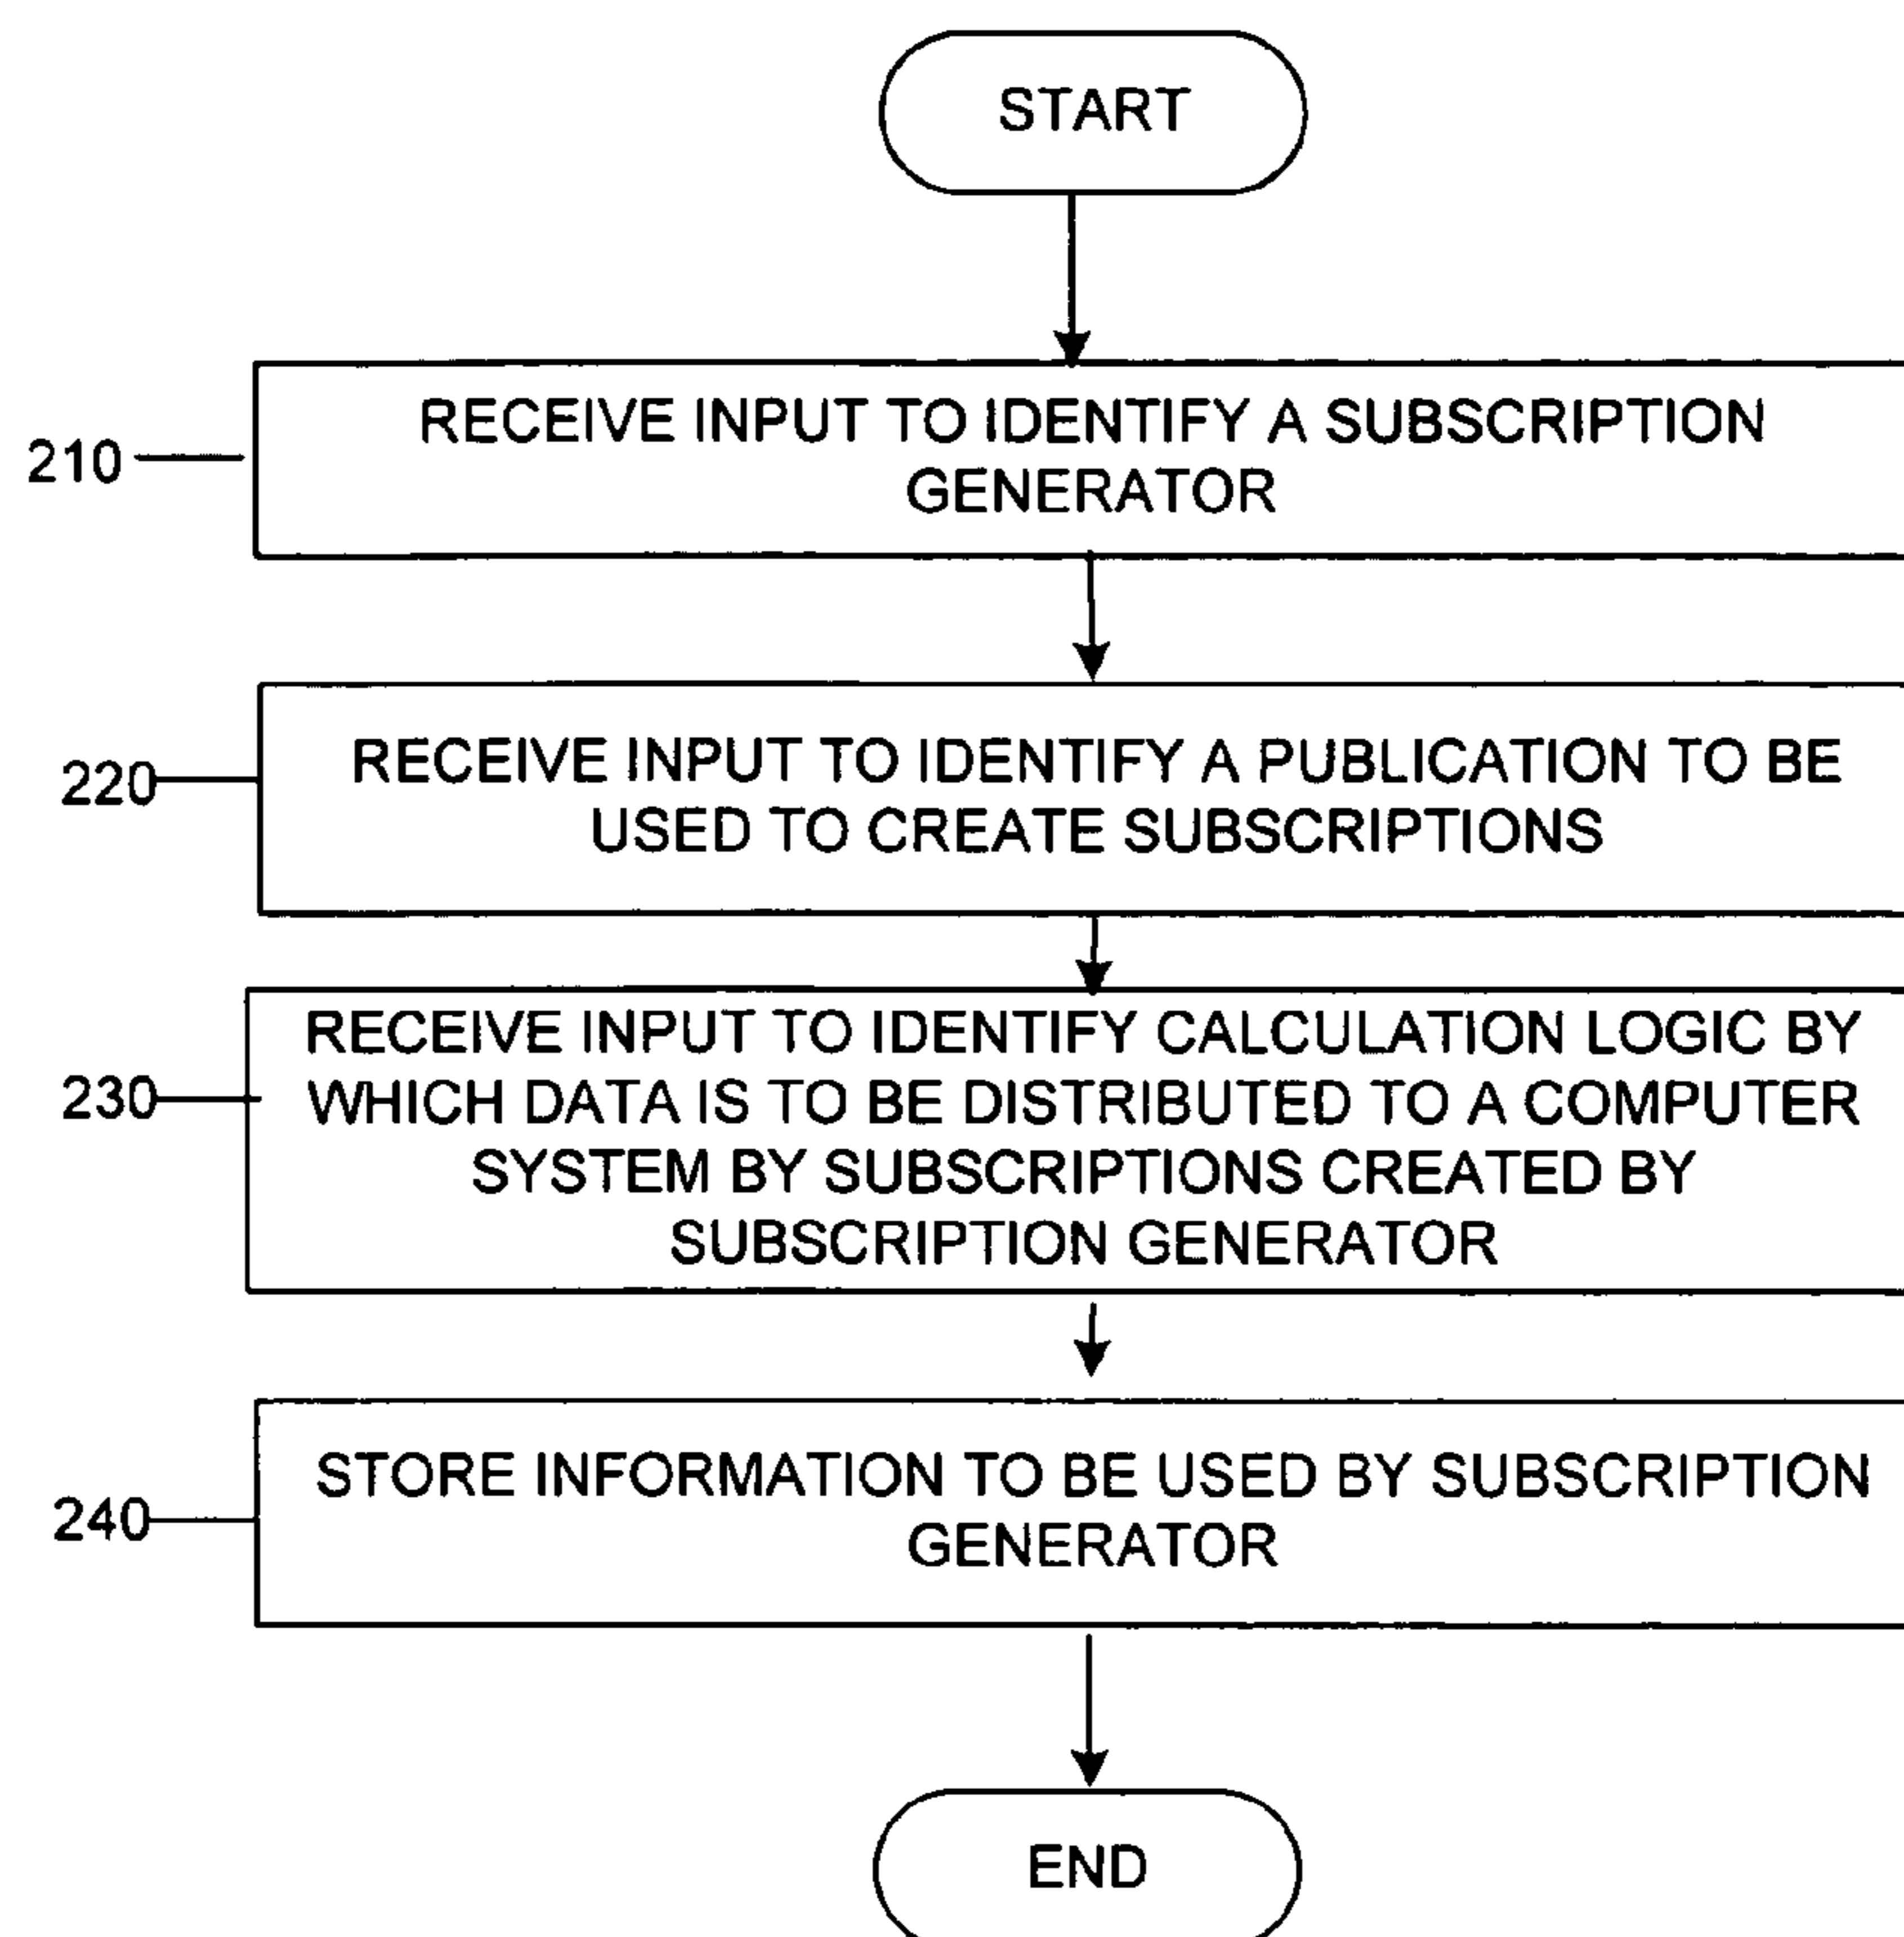 START
RECEIVE INPUT TO IDENTIFY A SUBSCRIPTION
GENERATOR
210
RECEIVE INPUT TO IDENTIFY A PUBLICATION TO BE
USED TO CREATE SUBSCRIPTIONS
220
RECEIVE INPUT TO IDENTIFY CALCULATION LOGIC BY
WHICH DATA IS TO BE DISTRIBUTED TO A COMPUTER
SYSTEM BY SUBSCRIPTIONS CREATED BY
SUBSCRIPTION GENERATOR
230
STORE INFORMATION TO BE USED BY SUBSCRIPTION
GENERATOR
240
END